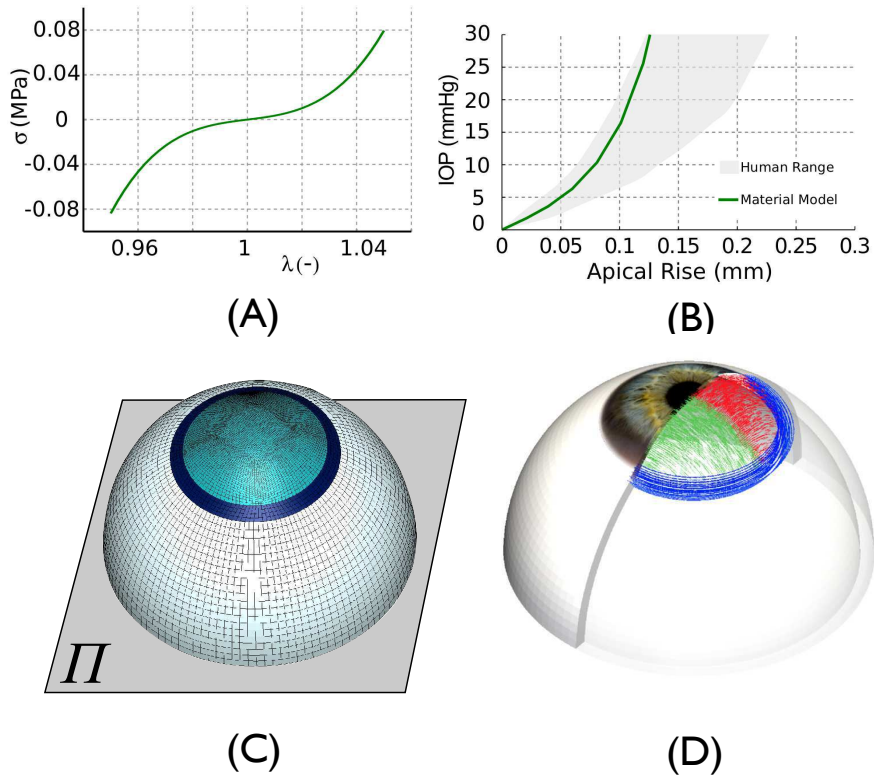 0.08
0.04
0
-0.04
-0.08
σ (MPa)
0.96
1
1.04
λ(-)
(A)
30
25
20
15
10
5
0
IOP (mmHg)
Human Range
Material Model
0
0.05
0.1
0.15
0.2
0.25
0.3
Apical Rise (mm)
(B)
Π
(C)
(D)